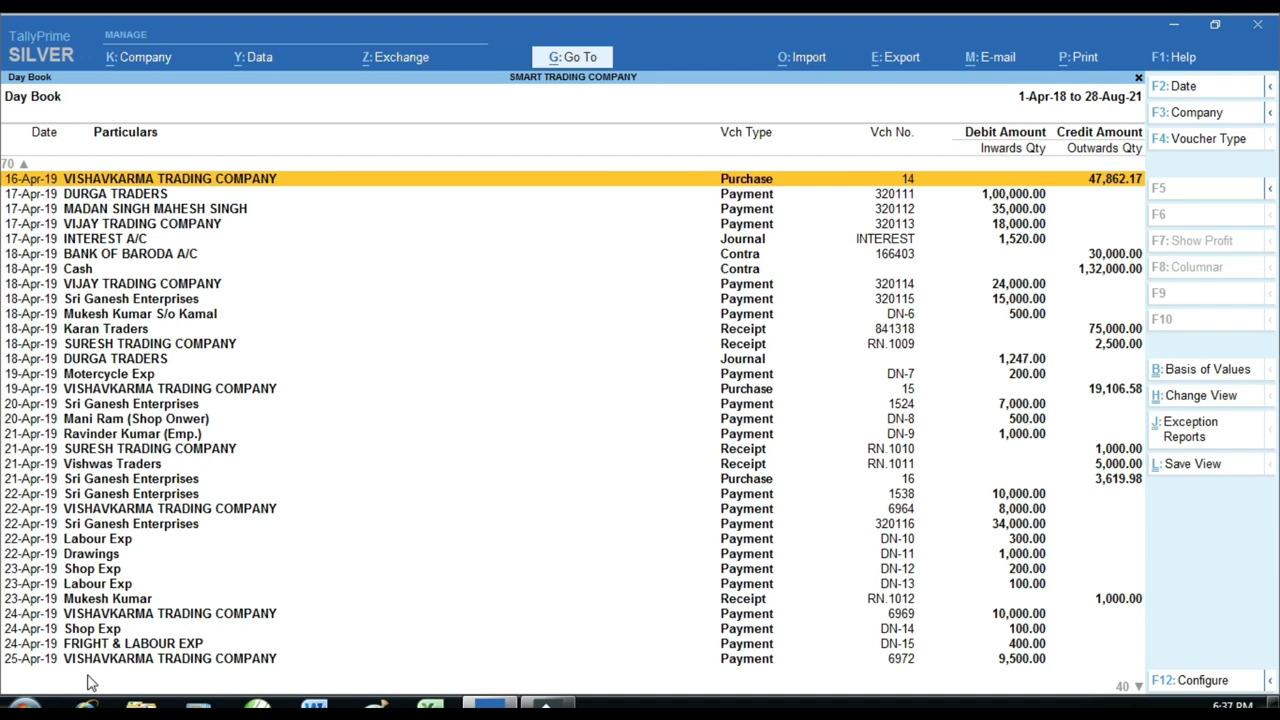 TallyPrime MANAGE
SILVER K: Company Y: Data Z: Exchange G: Go To O: Import E: Export M: E-mail P: Print F1: Help
Day Book SMART TRADING COMPANY x
Day Book 1-Apr-18 to 28-Aug-21
Date Particulars Vch Type Vch No. Debit Amount Credit Amount
Inwards Qty Outwards Qty
70
16-Apr-19 VISHAVKARMA TRADING COMPANY Purchase 14 47,862.17
17-Apr-19 DURGA TRADERS Payment 320111 1,00,000.00
17-Apr-19 MADAN SINGH MAHESH SINGH Payment 320112 35,000.00
17-Apr-19 VIJAY TRADING COMPANY Payment 320113 18,000.00
17-Apr-19 INTEREST A/C Journal INTEREST 1,520.00
18-Apr-19 BANK OF BARODA A/C Contra 166403 30,000.00
18-Apr-19 Cash Contra 1,32,000.00
18-Apr-19 VIJAY TRADING COMPANY Payment 320114 24,000.00
18-Apr-19 Sri Ganesh Enterprises Payment 320115 15,000.00
18-Apr-19 Mukesh Kumar S/o Kamal Payment DN-6 500.00
18-Apr-19 Karan Traders Receipt 841318 75,000.00
18-Apr-19 SURESH TRADING COMPANY Receipt RN.1009 2,500.00
18-Apr-19 DURGA TRADERS Journal 1,247.00
19-Apr-19 Motercycle Exp Payment DN-7 200.00
19-Apr-19 VISHAVKARMA TRADING COMPANY Purchase 15 19,106.58
20-Apr-19 Sri Ganesh Enterprises Payment 1524 7,000.00
20-Apr-19 Mani Ram (Shop Onwer) Payment DN-8 500.00
21-Apr-19 Ravinder Kumar (Emp.) Payment DN-9 1,000.00
21-Apr-19 SURESH TRADING COMPANY Receipt RN.1010 1,000.00
21-Apr-19 Vishwas Traders Receipt RN.1011 5,000.00
21-Apr-19 Sri Ganesh Enterprises Purchase 16 3,619.98
22-Apr-19 Sri Ganesh Enterprises Payment 1538 10,000.00
22-Apr-19 VISHAVKARMA TRADING COMPANY Payment 6964 8,000.00
22-Apr-19 Sri Ganesh Enterprises Payment 320116 34,000.00
22-Apr-19 Labour Exp Payment DN-10 300.00
22-Apr-19 Drawings Payment DN-11 1,000.00
23-Apr-19 Shop Exp Payment DN-12 200.00
23-Apr-19 Labour Exp Payment DN-13 100.00
23-Apr-19 Mukesh Kumar Receipt RN.1012 1,000.00
24-Apr-19 VISHAVKARMA TRADING COMPANY Payment 6969 10,000.00
24-Apr-19 Shop Exp Payment DN-14 100.00
24-Apr-19 FRIGHT & LABOUR EXP Payment DN-15 400.00
25-Apr-19 VISHAVKARMA TRADING COMPANY Payment 6972 9,500.00
40
F2: Date
F3: Company
F4: Voucher Type
F5
F6
F7: Show Profit
F8: Columnar
F9
F10
B: Basis of Values
H: Change View
J: Exception
Reports
L: Save View
F12: Configure
6:37 PM